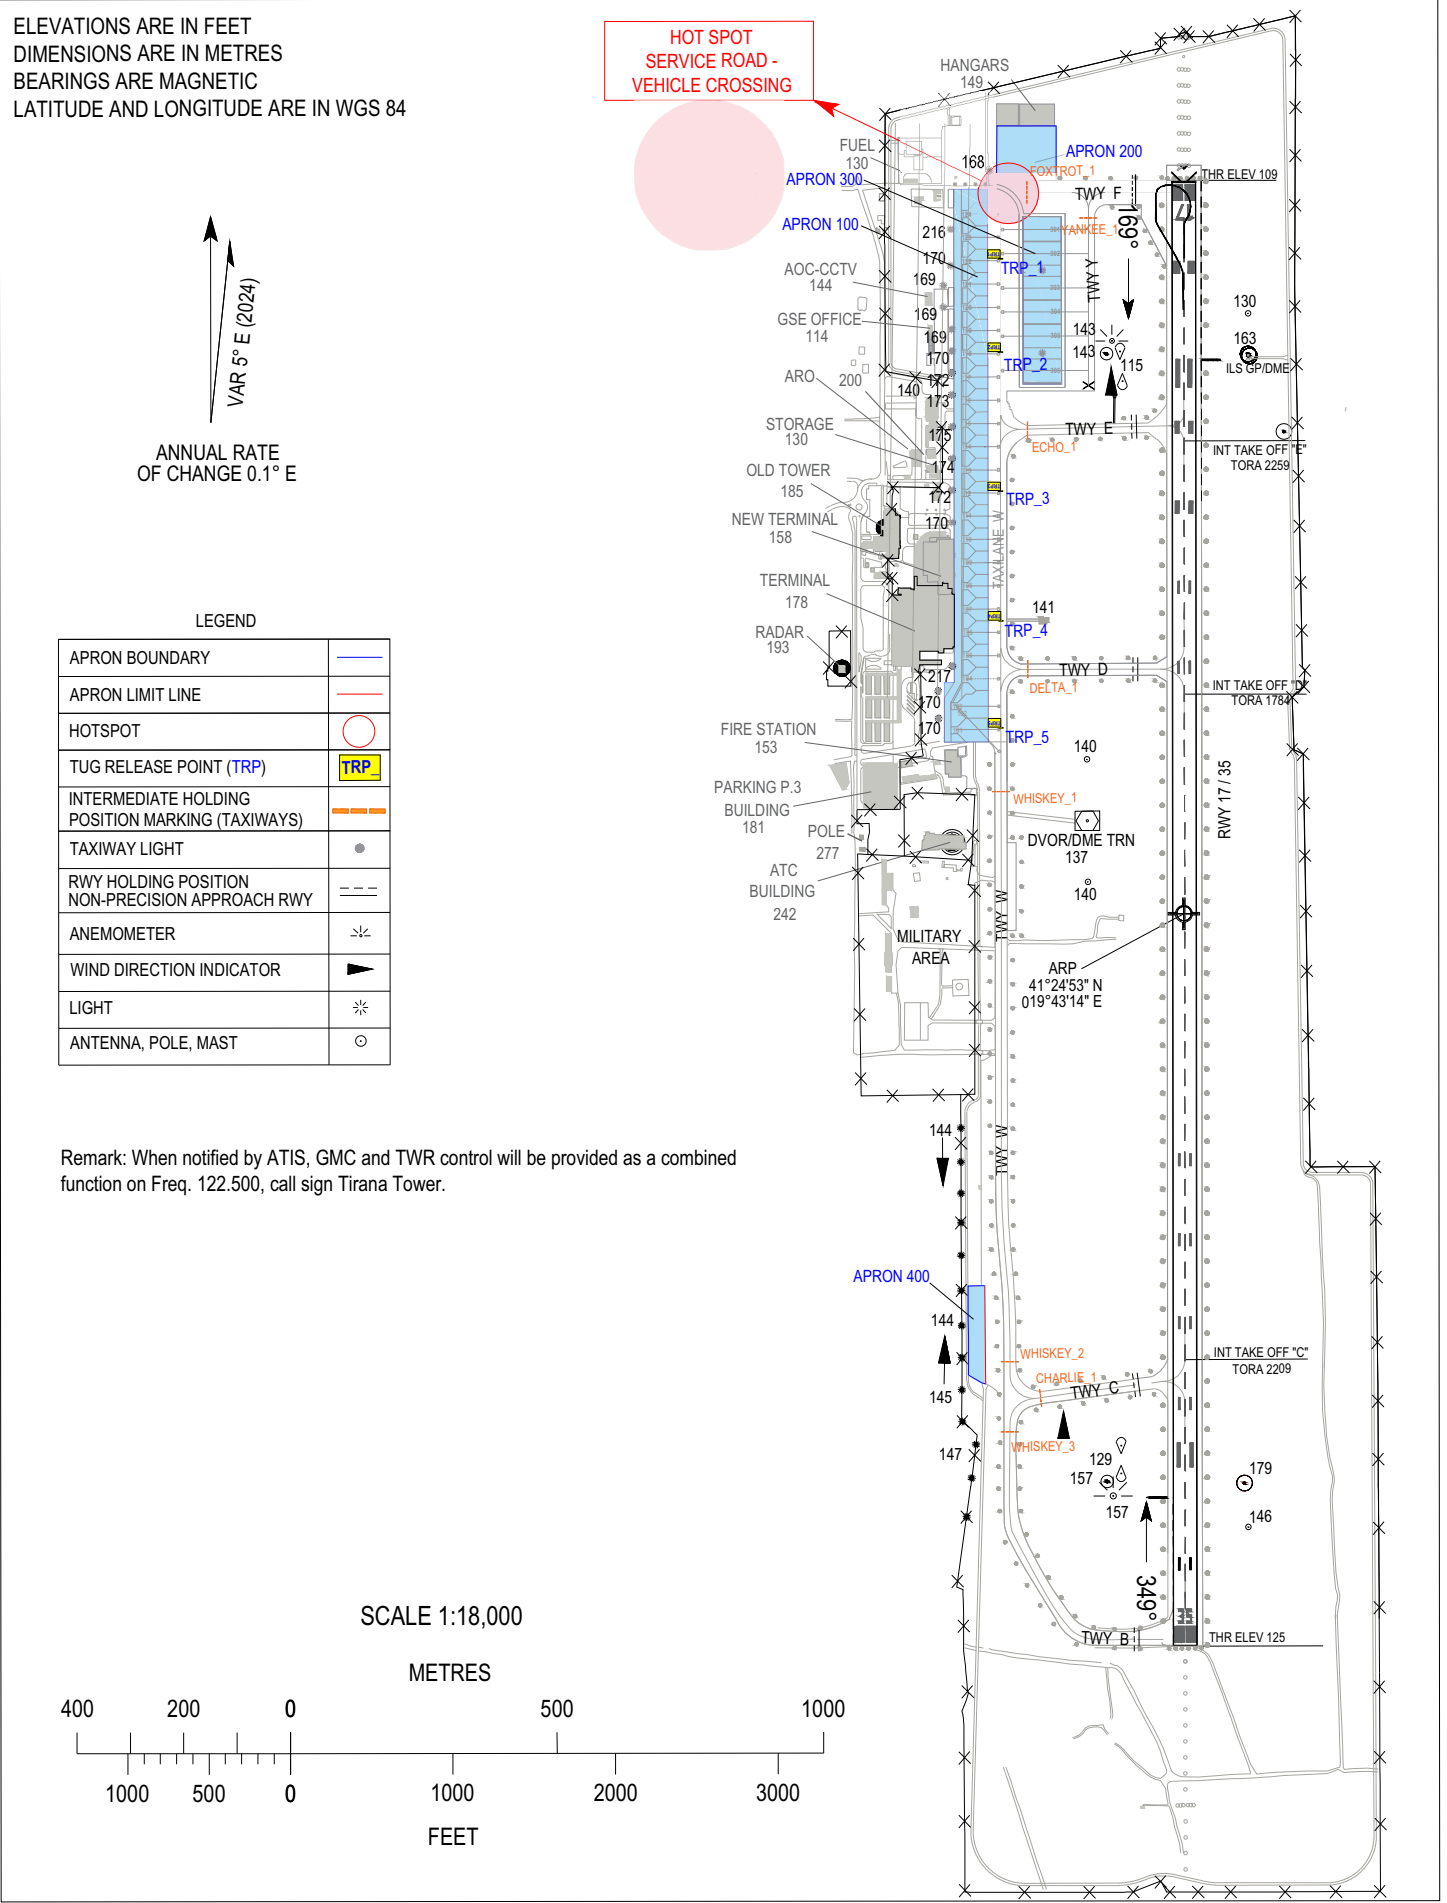 ELEVATIONS ARE IN FEET
DIMENSIONS ARE IN METRES
BEARINGS ARE MAGNETIC
LATITUDE AND LONGITUDE ARE IN WGS 84
HOT SPOT
SERVICE ROAD -
VEHICLE CROSSING
VAR 5° E (2024)
ANNUAL RATE
OF CHANGE 0.1° E
LEGEND
APRON BOUNDARY
APRON LIMIT LINE
HOTSPOT
TUG RELEASE POINT (TRP)
TRP_
INTERMEDIATE HOLDING
POSITION MARKING (TAXIWAYS)
TAXIWAY LIGHT
RWY HOLDING POSITION
NON-PRECISION APPROACH RWY
ANEMOMETER
WIND DIRECTION INDICATOR
LIGHT
ANTENNA, POLE, MAST
Remark: When notified by ATIS, GMC and TWR control will be provided as a combined
function on Freq. 122.500, call sign Tirana Tower.
SCALE 1:18,000
METRES
400 200 0 500 1000
1000 500 0 1000 2000 3000
FEET
HANGARS
149
FUEL
130
168
APRON 200
APRON 300
FOXTROT_1
TWY F
THR ELEV 109
17
APRON 100
216
YANKEE_1
169°
170
TRP_1
TWY Y
AOC-CCTV
144
169
GSE OFFICE
114
169
169
130
143
163
143
170
TRP_2
115
ILS GP/DME
ARO
200
140
172
173
STORAGE
130
175
TWY E
ECHO_1
INT TAKE OFF "E"
TORA 2259
OLD TOWER
185
174
172
TRP_3
NEW TERMINAL
158
170
TAXILANE W
TERMINAL
178
141
TRP_4
RADAR
193
217
TWY D
DELTA_1
INT TAKE OFF "D"
TORA 1784
170
170
FIRE STATION
153
TRP_5
140
RWY 17 / 35
PARKING P.3
BUILDING
181
WHISKEY_1
POLE
277
DVOR/DME TRN
137
ATC
BUILDING
242
140
TWY W
MILITARY
AREA
ARP
41°24'53" N
019°43'14" E
144
TWY W
APRON 400
144
145
WHISKEY_2
CHARLIE_1
TWY C
INT TAKE OFF "C"
TORA 2209
147
WHISKEY_3
129
157
157
179
146
349°
35
TWY B
THR ELEV 125